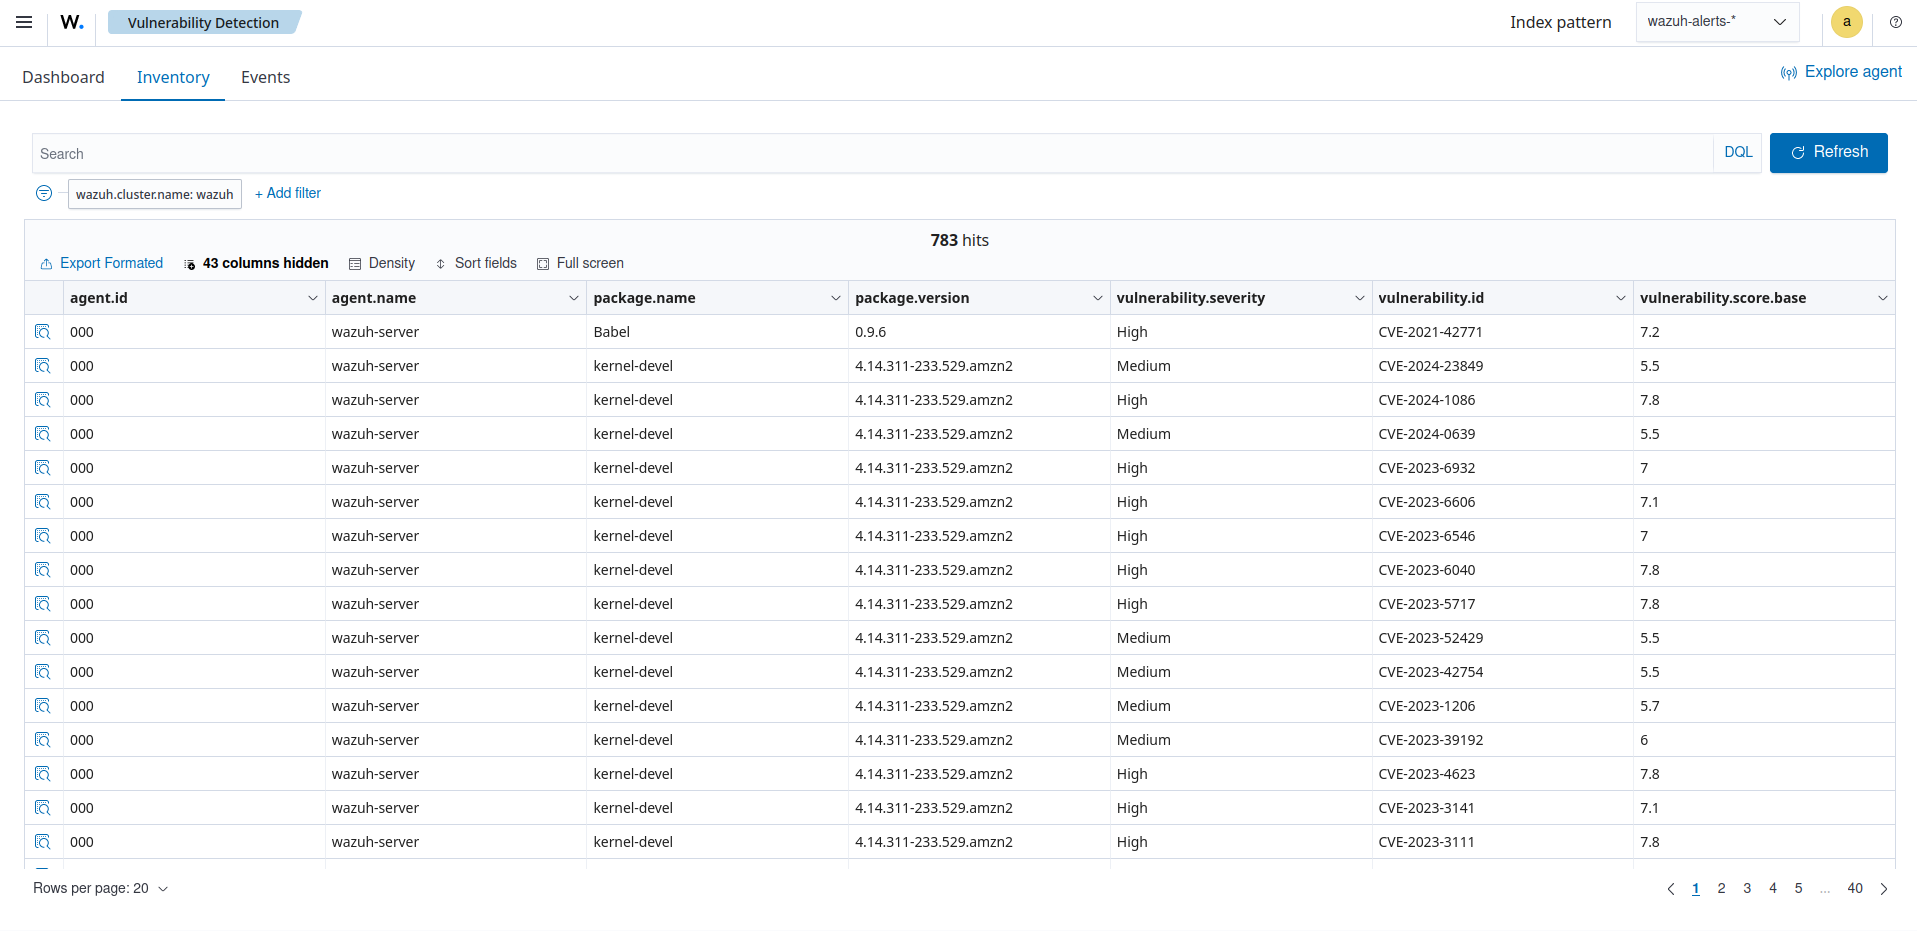 W. Vulnerability Detection Index pattern wazuh-alerts-* a
Dashboard Inventory Events Explore agent
Search DQL Refresh
wazuh.cluster.name: wazuh + Add filter
783 hits
Export Formated 43 columns hidden Density Sort fields Full screen
agent.id agent.name package.name package.version vulnerability.severity vulnerability.id vulnerability.score.base
000 wazuh-server Babel 0.9.6 High CVE-2021-42771 7.2
000 wazuh-server kernel-devel 4.14.311-233.529.amzn2 Medium CVE-2024-23849 5.5
000 wazuh-server kernel-devel 4.14.311-233.529.amzn2 High CVE-2024-1086 7.8
000 wazuh-server kernel-devel 4.14.311-233.529.amzn2 Medium CVE-2024-0639 5.5
000 wazuh-server kernel-devel 4.14.311-233.529.amzn2 High CVE-2023-6932 7
000 wazuh-server kernel-devel 4.14.311-233.529.amzn2 High CVE-2023-6606 7.1
000 wazuh-server kernel-devel 4.14.311-233.529.amzn2 High CVE-2023-6546 7
000 wazuh-server kernel-devel 4.14.311-233.529.amzn2 High CVE-2023-6040 7.8
000 wazuh-server kernel-devel 4.14.311-233.529.amzn2 High CVE-2023-5717 7.8
000 wazuh-server kernel-devel 4.14.311-233.529.amzn2 Medium CVE-2023-52429 5.5
000 wazuh-server kernel-devel 4.14.311-233.529.amzn2 Medium CVE-2023-42754 5.5
000 wazuh-server kernel-devel 4.14.311-233.529.amzn2 Medium CVE-2023-1206 5.7
000 wazuh-server kernel-devel 4.14.311-233.529.amzn2 Medium CVE-2023-39192 6
000 wazuh-server kernel-devel 4.14.311-233.529.amzn2 High CVE-2023-4623 7.8
000 wazuh-server kernel-devel 4.14.311-233.529.amzn2 High CVE-2023-3141 7.1
000 wazuh-server kernel-devel 4.14.311-233.529.amzn2 High CVE-2023-3111 7.8
Rows per page: 20 1 2 3 4 5 ... 40